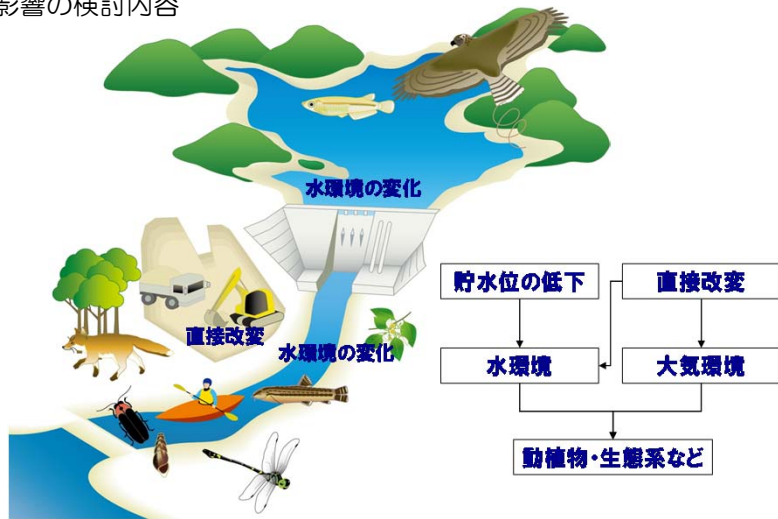 影響の検討内容
水環境の変化
直接改変
水環境の変化
貯水位の低下
直接改変
水環境
大気環境
動植物・生態系など